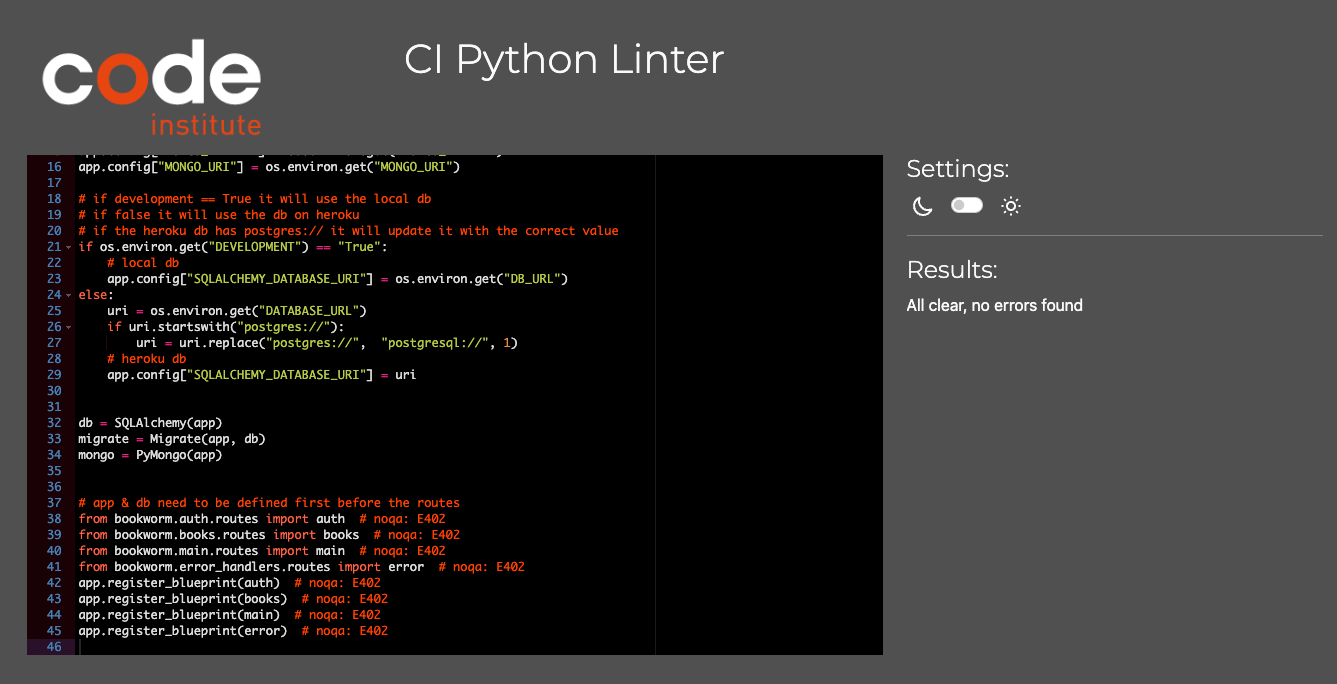 code
institute
CI Python Linter
16 app.config["MONGO_URI"] = os.environ.get("MONGO_URI")
17
18 # if development == True it will use the local db
19 # if false it will use the db on heroku
20 # if the heroku db has postgres:// it will update it with the correct value
21 if os.environ.get("DEVELOPMENT") == "True":
22     # local db
23     app.config["SQLALCHEMY_DATABASE_URI"] = os.environ.get("DB_URL")
24 else:
25     uri = os.environ.get("DATABASE_URL")
26     if uri.startswith("postgres://"):
27         uri = uri.replace("postgres://",  "postgresql://", 1)
28     # heroku db
29     app.config["SQLALCHEMY_DATABASE_URI"] = uri
30
31
32 db = SQLAlchemy(app)
33 migrate = Migrate(app, db)
34 mongo = PyMongo(app)
35
36
37 # app & db need to be defined first before the routes
38 from bookworm.auth.routes import auth  # noqa: E402
39 from bookworm.books.routes import books  # noqa: E402
40 from bookworm.main.routes import main  # noqa: E402
41 from bookworm.error_handlers.routes import error  # noqa: E402
42 app.register_blueprint(auth)  # noqa: E402
43 app.register_blueprint(books)  # noqa: E402
44 app.register_blueprint(main)  # noqa: E402
45 app.register_blueprint(error)  # noqa: E402
46
Settings:
Results:
All clear, no errors found